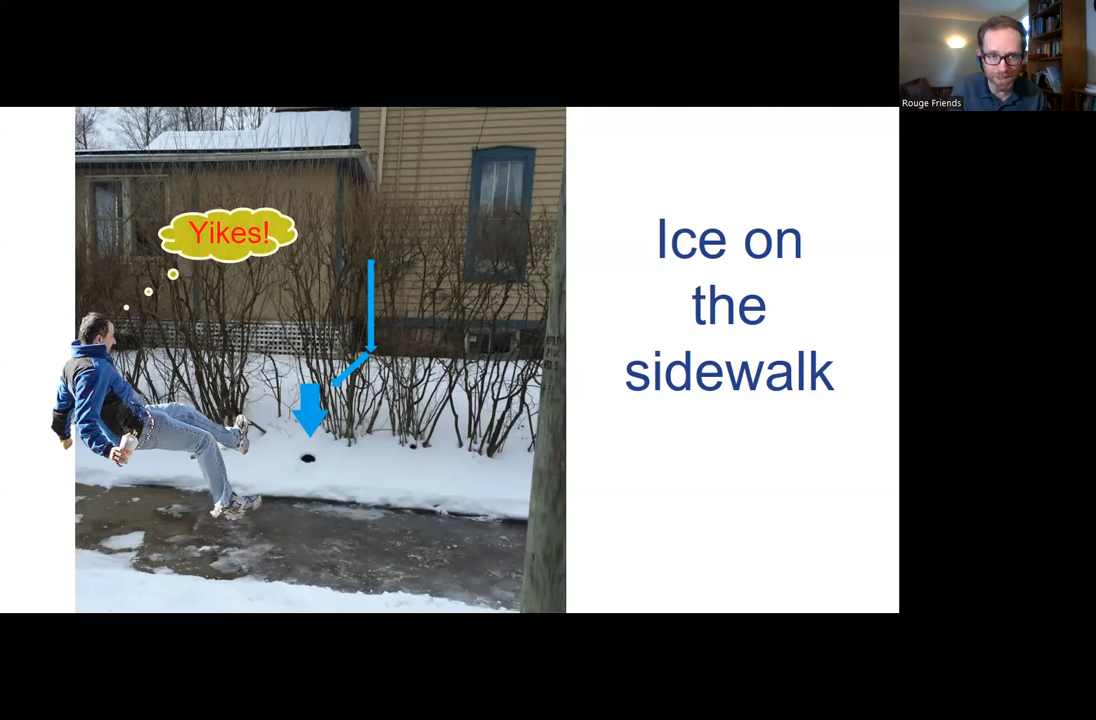 Rouge Friends
Yikes!
Ice on
the
sidewalk